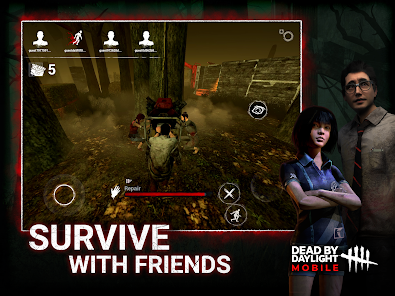 5
Repair
SURVIVE
WITH FRIENDS
DEAD BY
DAYLIGHT
MOBILE